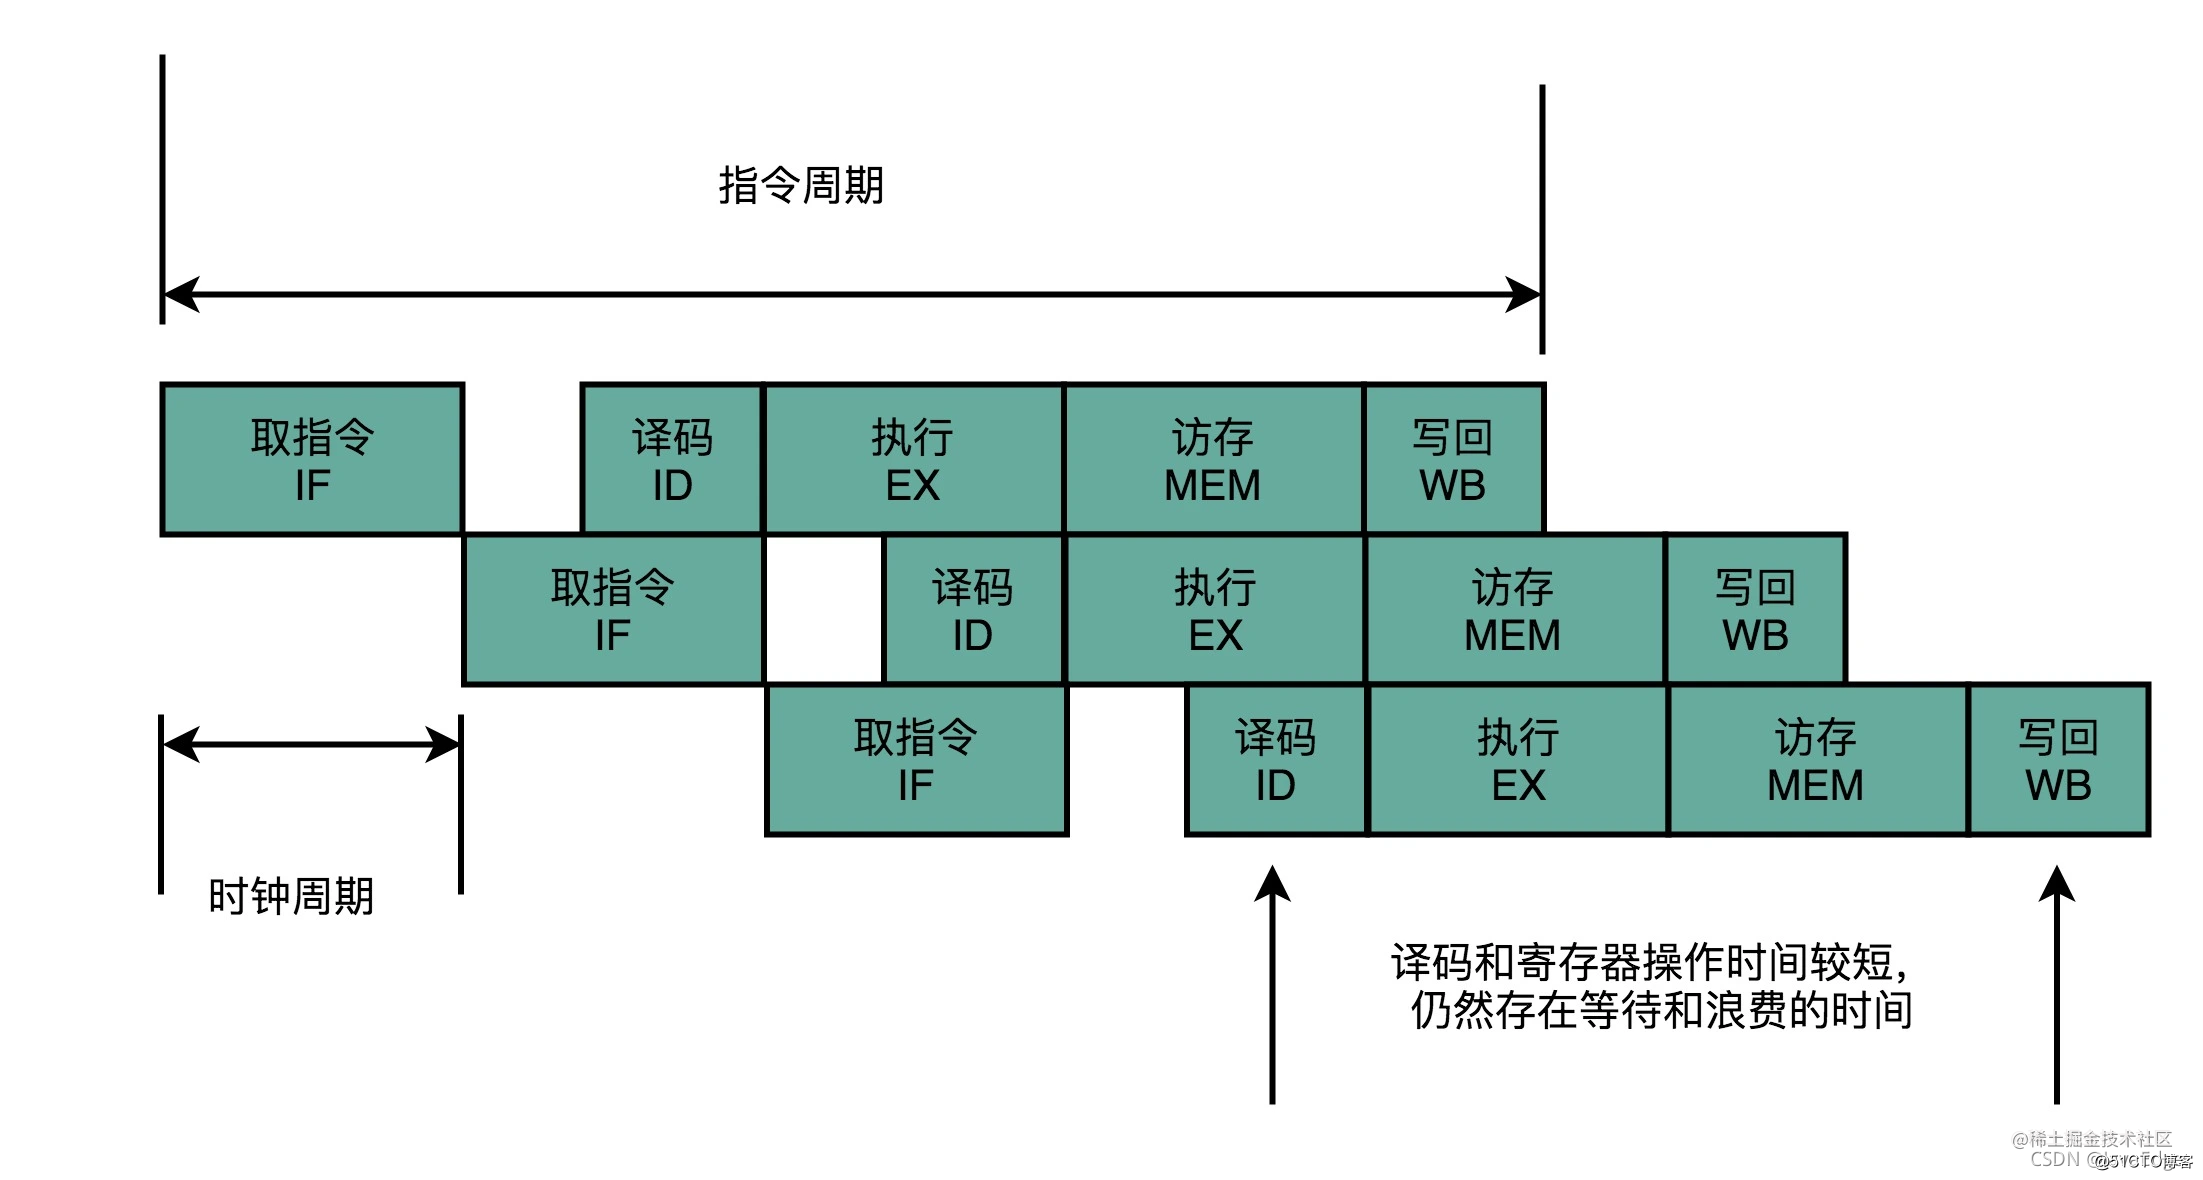 指令周期
取指令
IF
译码
ID
执行
EX
访存
MEM
写回
WB
取指令
IF
译码
ID
执行
EX
访存
MEM
写回
WB
取指令
IF
译码
ID
执行
EX
访存
MEM
写回
WB
时钟周期
译码和寄存器操作时间较短，
仍然存在等待和浪费的时间
@稀土掘金技术社区
CSDN
@51CTO博客